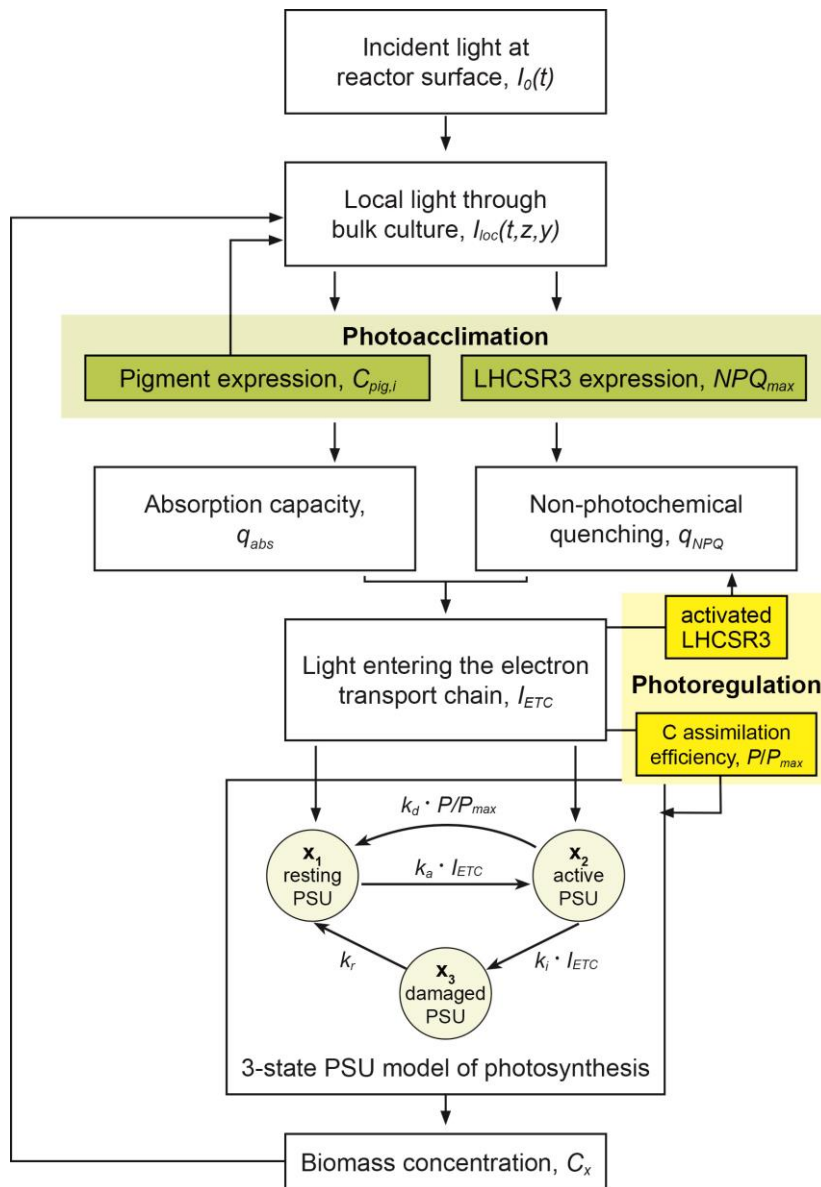 Incident light at
reactor surface, I0(t)
Local light through
bulk culture, Iloc(t,z,y)
Photoacclimation
Pigment expression, Cpig,i
LHCSR3 expression, NPQmax
Absorption capacity,
qabs
Non-photochemical
quenching, qNPQ
activated
LHCSR3
Light entering the electron
transport chain, IETC
Photoregulation
C assimilation
efficiency, P/Pmax
kd · P/Pmax
x1
resting
PSU
ka · IETC
x2
active
PSU
kr
x3
damaged
PSU
ki · IETC
3-state PSU model of photosynthesis
Biomass concentration, Cx